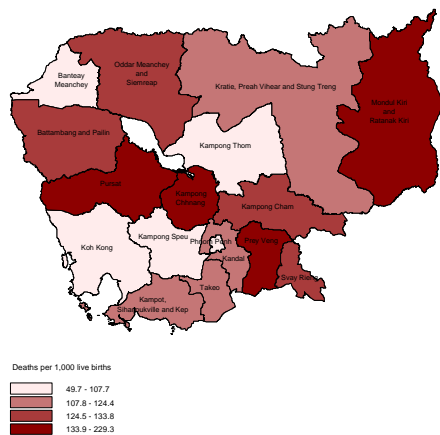 Oddar Meanchey
and
Siemreap
Banteay
Meanchey
Kratie, Preah Vihear and Stung Treng
Mondul Kiri
and
Rotanak Kiri
Battambang and Pailin
Kampong Thom
Pursat
Kampong
Chhnang
Kampong Cham
Kampong Speu
Phnom Penh
Prey Veng
Koh Kong
Kandal
Svay Rieng
Takeo
Kampot,
Sihanoukville and Kep
Deaths per 1,000 live births
49.7 - 107.7
107.8 - 124.4
124.5 - 133.8
133.9 - 229.3